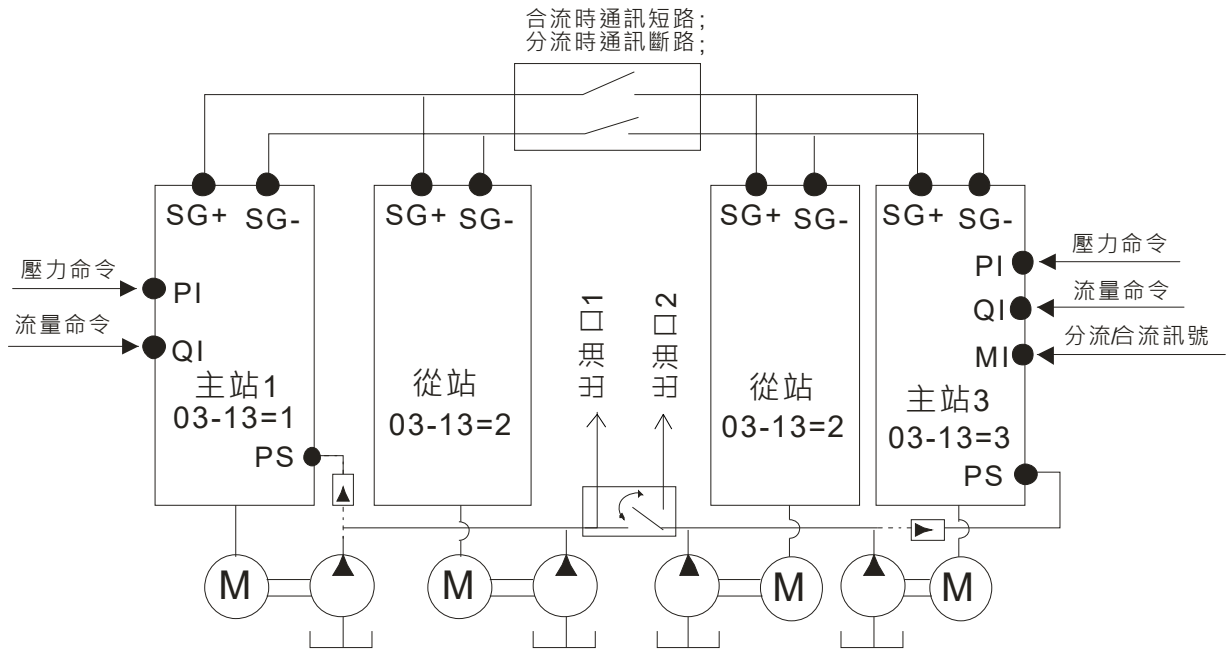 合流時通訊短路;
分流時通訊斷路;
SG+ SG-
SG+ SG-
SG+ SG-
SG+ SG-
壓力命令
PI
流量命令
QI
主站1
03-13=1
PS
從站
03-13=2
出油口1
出油口2
從站
03-13=2
PI
壓力命令
QI
流量命令
MI
分流/合流訊號
主站3
03-13=3
PS
M
M
M
M